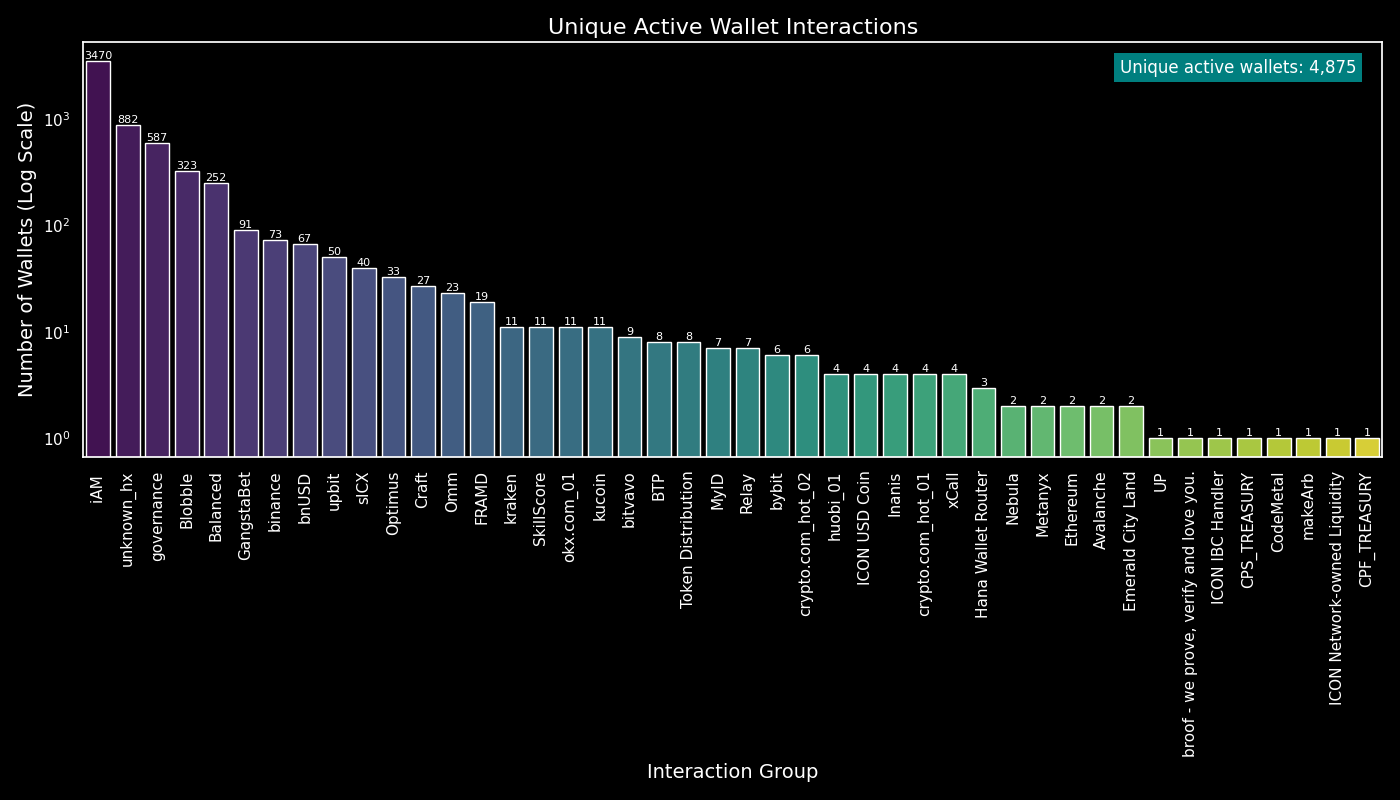 Unique Active Wallet Interactions
Unique active wallets: 4,875
Number of Wallets (Log Scale)
10³
10²
10¹
10⁰
3470
882
587
323
252
91
73
67
50
40
33
27
23
19
11
11
11
11
9
8
8
7
7
6
6
4
4
4
4
4
3
2
2
2
2
2
1
1
1
1
1
1
1
1
iAM
unknown_hx
governance
Blobble
Balanced
GangstaBet
binance
bnUSD
upbit
sICX
Optimus
Craft
Omm
FRAMD
kraken
SkillScore
okx.com_01
kucoin
bitvavo
BTP
Token Distribution
MyID
Relay
bybit
crypto.com_hot_02
huobi_01
ICON USD Coin
Inanis
crypto.com_hot_01
xCall
Hana Wallet Router
Nebula
Metanyx
Ethereum
Avalanche
Emerald City Land
UP
broof - we prove, verify and love you.
ICON IBC Handler
CPS_TREASURY
CodeMetal
makeArb
ICON Network-owned Liquidity
CPF_TREASURY
Interaction Group